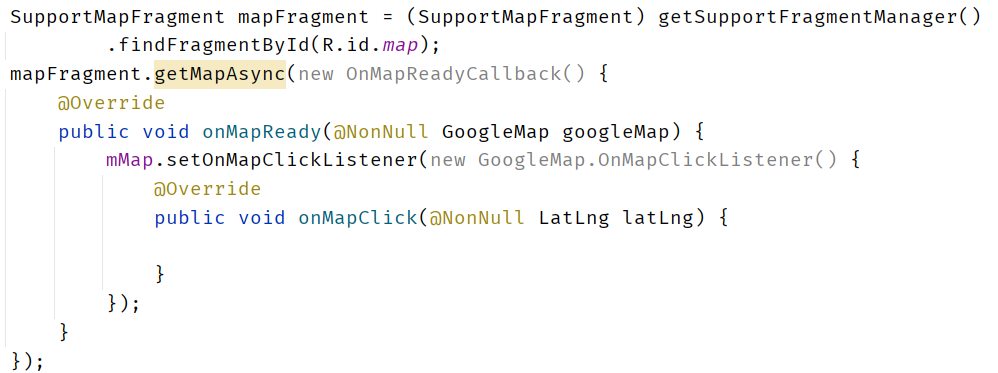 SupportMapFragment mapFragment = (SupportMapFragment) getSupportFragmentManager()
        .findFragmentById(R.id.map);
mapFragment.getMapAsync(new OnMapReadyCallback() {
    @Override
    public void onMapReady(@NonNull GoogleMap googleMap) {
        mMap.setOnMapClickListener(new GoogleMap.OnMapClickListener() {
            @Override
            public void onMapClick(@NonNull LatLng latLng) {

            }
        });
    }
});